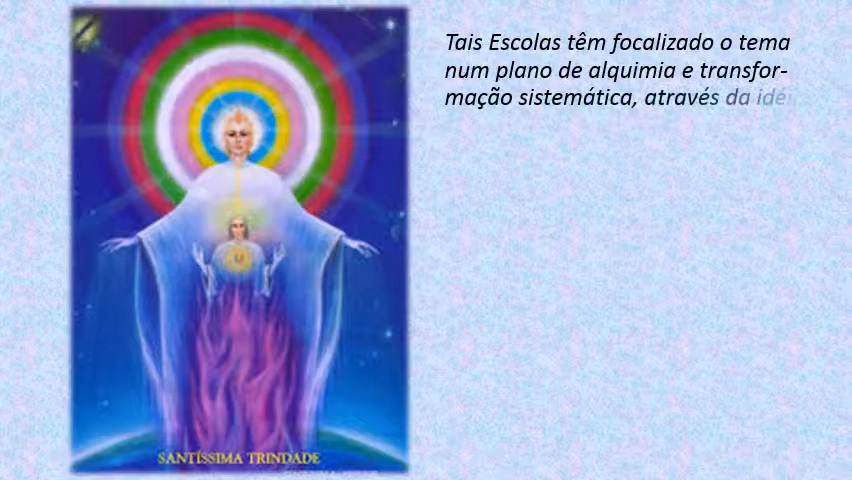 Tais Escolas têm focalizado o tema
num plano de alquimia e transfor-
mação sistemática, através da
SANTÍSSIMA TRINDADE